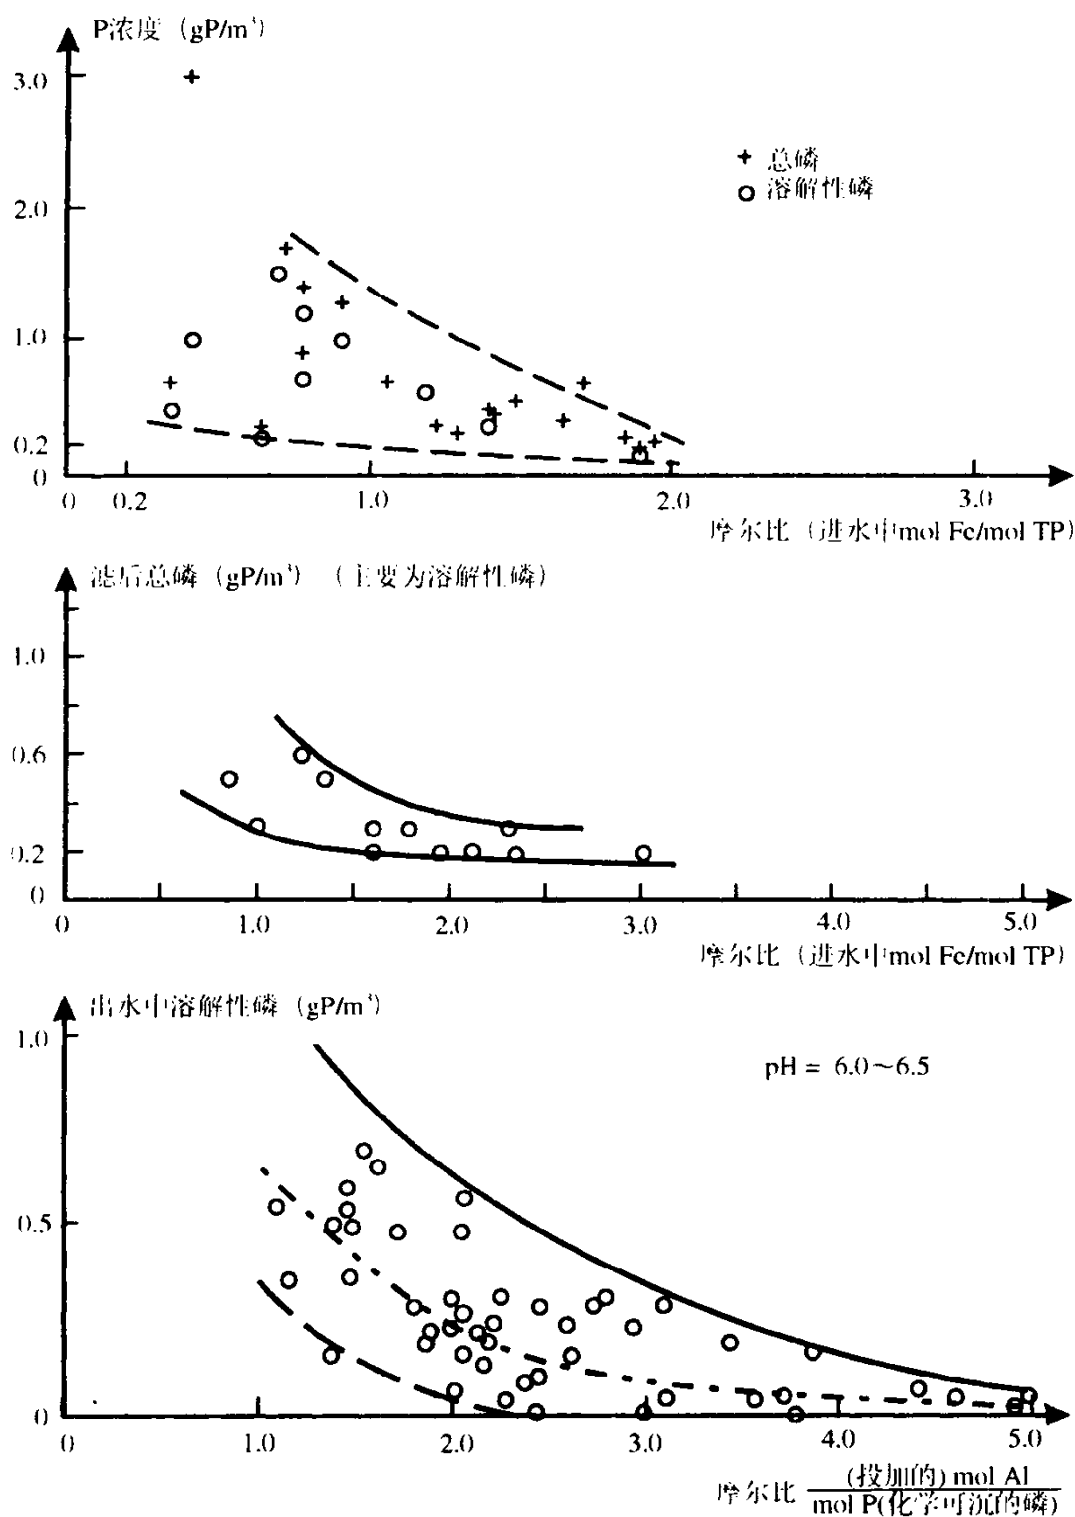 P浓度（gP/m³）
3.0
+ 总磷
○ 溶解性磷
2.0
1.0
0.2
0
0 0.2 1.0 2.0 3.0
摩尔比（进水中mol Fe/mol TP）
滤后总磷（gP/m³）（主要为溶解性磷）
1.0
0.6
0.2
0
0 1.0 2.0 3.0 4.0 5.0
摩尔比（进水中mol Fe/mol TP）
出水中溶解性磷（gP/m³）
1.0
pH = 6.0～6.5
0.5
0
0 1.0 2.0 3.0 4.0 5.0
(投加的) mol Al
摩尔比
mol P(化学可沉的磷)